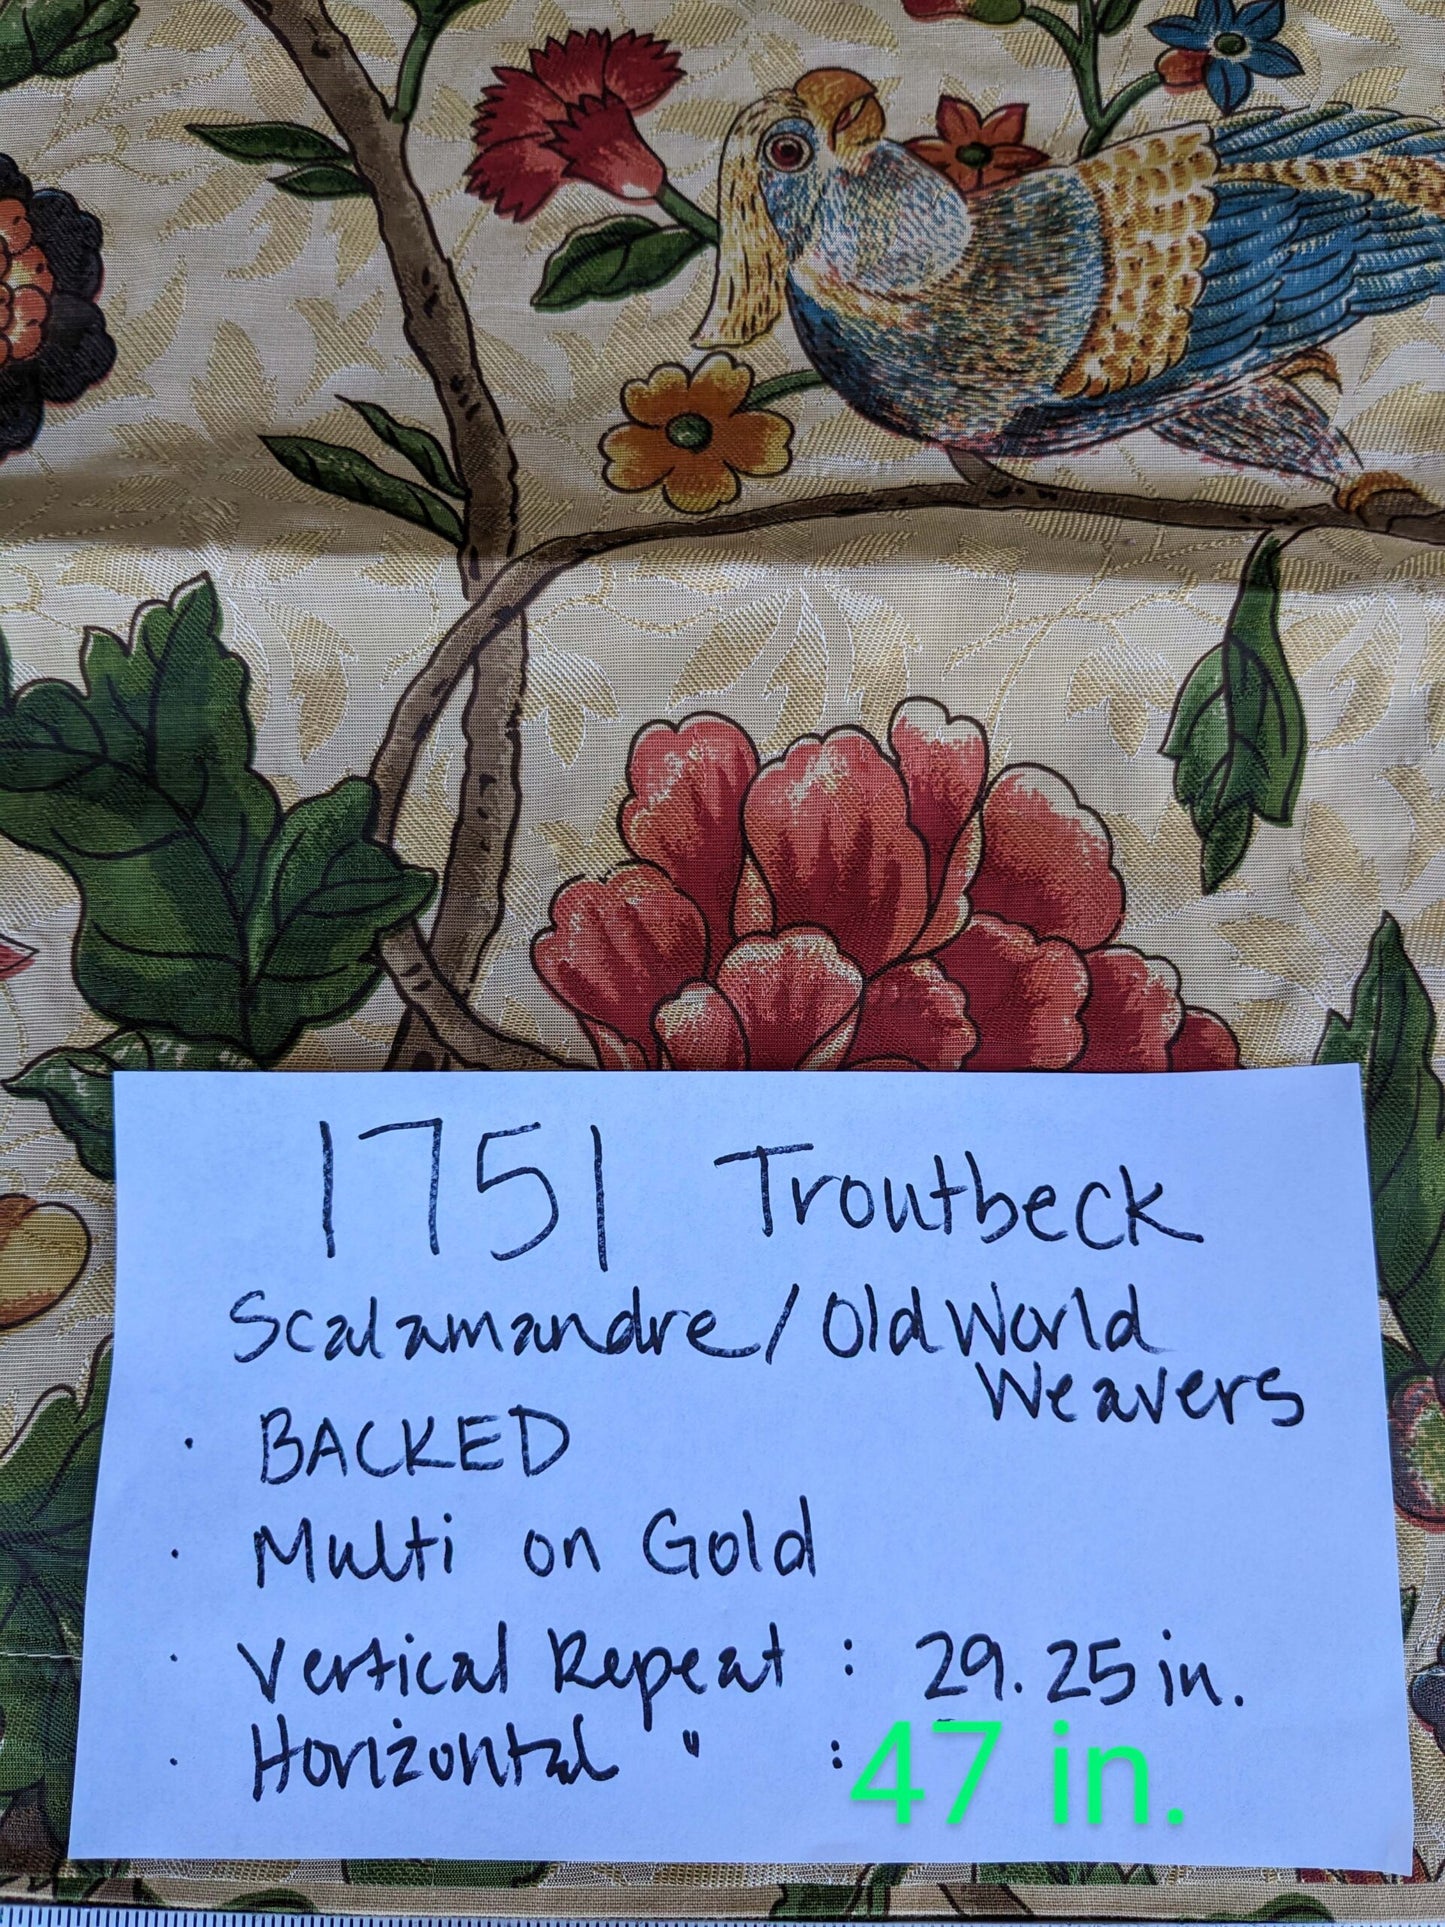 1751 Troutbeck
Scalamandre/Old World
Weavers
· BACKED
· Multi on Gold
· Vertical Repeat : 29.25 in.
· Horizontal " : 47 in.